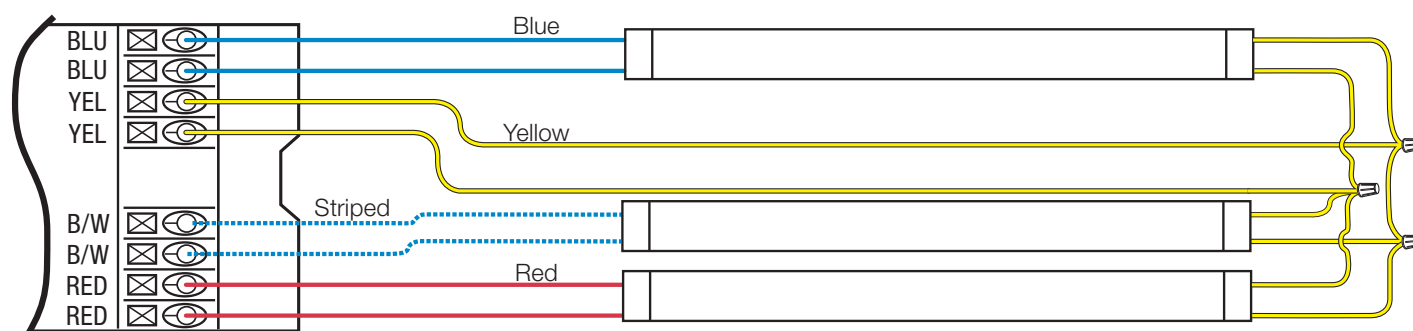 BLU
Blue
BLU
YEL
YEL
Yellow
Striped
B/W
B/W
Red
RED
RED